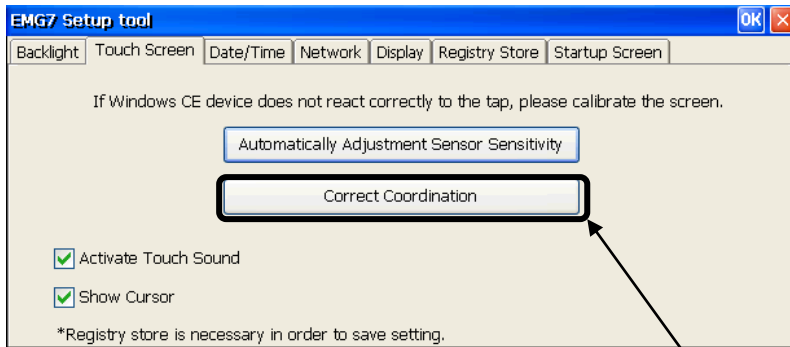 EMG7 Setup tool OK
Backlight Touch Screen Date/Time Network Display Registry Store Startup Screen
If Windows CE device does not react correctly to the tap, please calibrate the screen.
Automatically Adjustment Sensor Sensitivity
Correct Coordination
Activate Touch Sound
Show Cursor
*Registry store is necessary in order to save setting.